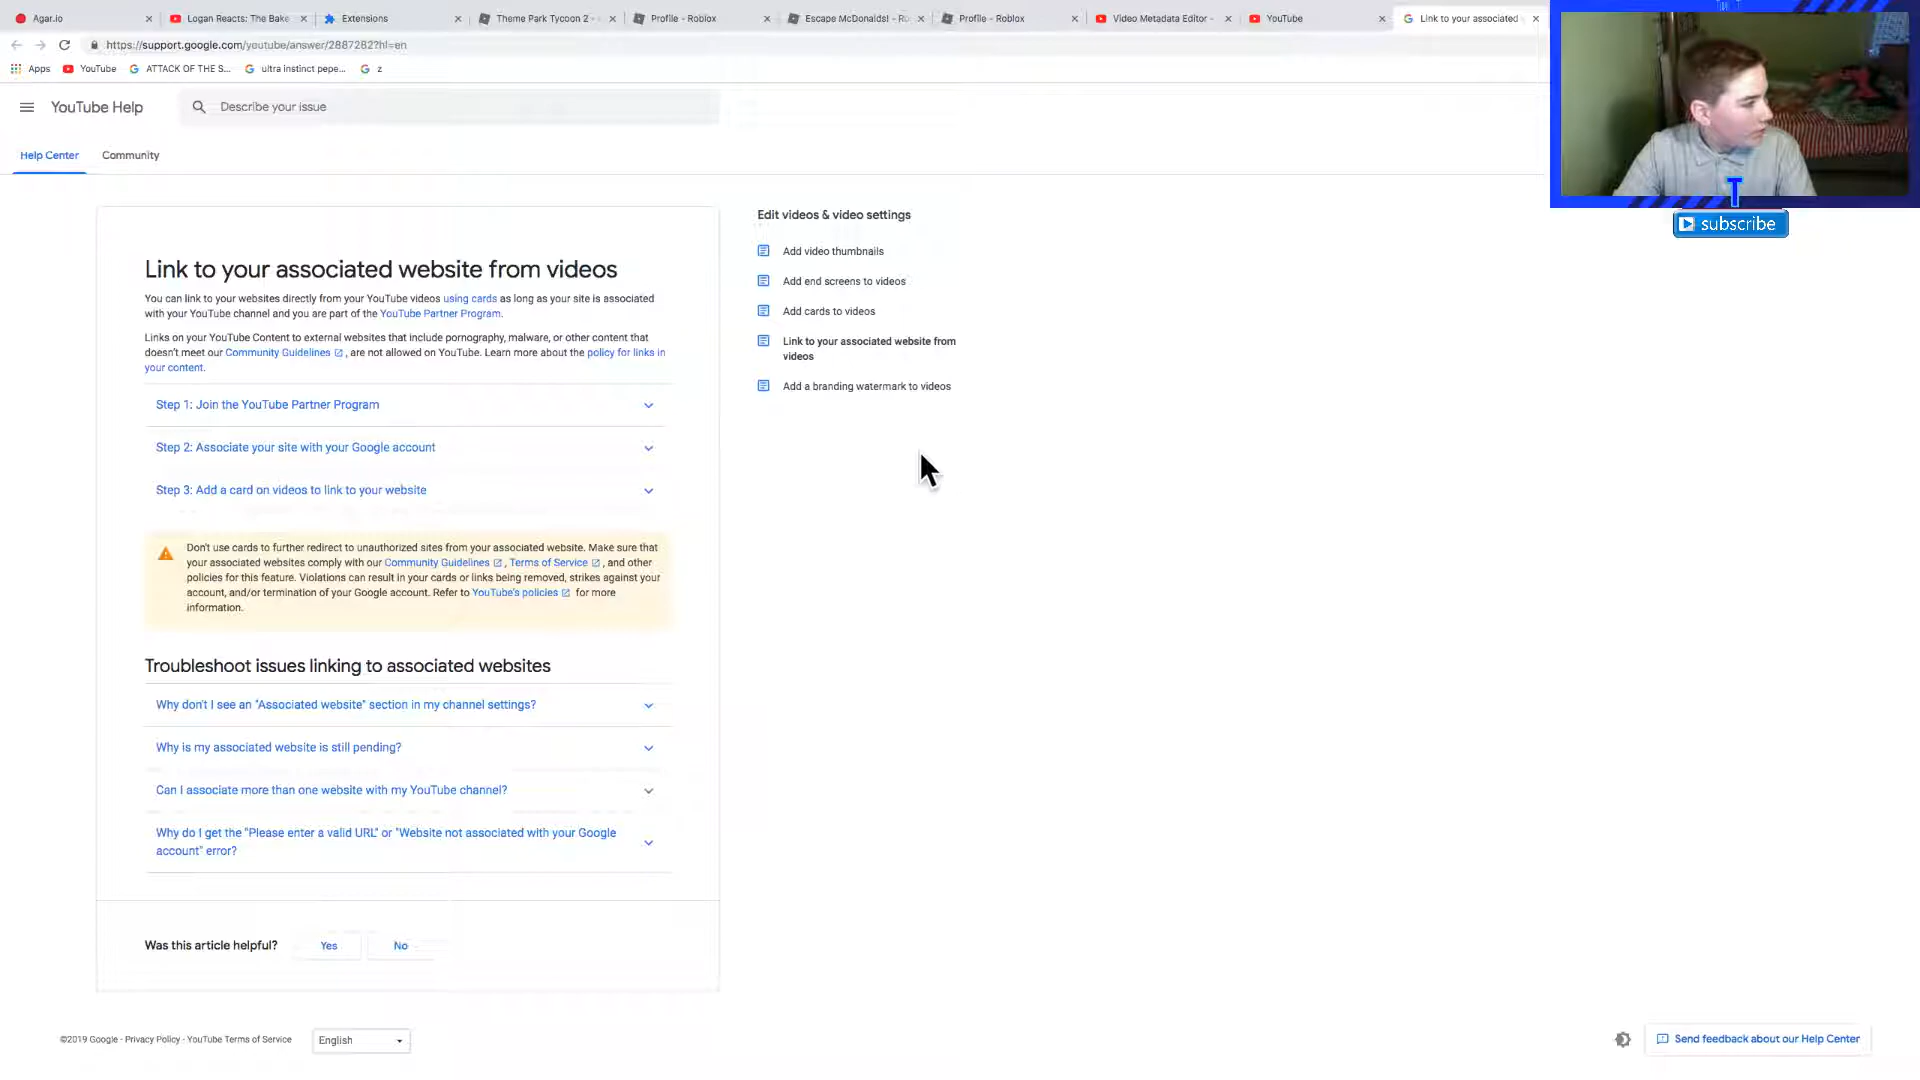 Agar.io
Logan Reacts: The Bake
Extensions
Theme Park Tycoon 2 -
Profile - Roblox
Escape McDonalds! - Ro
Profile - Roblox
Video Metadata Editor -
YouTube
Link to your associated
https://support.google.com/youtube/answer/2887282?hl=en
Apps
YouTube
ATTACK OF THE S...
ultra instinct pepe...
z
YouTube Help
Describe your issue
Help Center
Community
Link to your associated website from videos
You can link to your websites directly from your YouTube videos using cards as long as your site is associated
with your YouTube channel and you are part of the YouTube Partner Program.
Links on your YouTube Content to external websites that include pornography, malware, or other content that
doesn't meet our Community Guidelines , are not allowed on YouTube. Learn more about the policy for links in
your content.
Step 1: Join the YouTube Partner Program
Step 2: Associate your site with your Google account
Step 3: Add a card on videos to link to your website
Don't use cards to further redirect to unauthorized sites from your associated website. Make sure that
your associated websites comply with our Community Guidelines , Terms of Service , and other
policies for this feature. Violations can result in your cards or links being removed, strikes against your
account, and/or termination of your Google account. Refer to YouTube's policies for more
information.
Troubleshoot issues linking to associated websites
Why don't I see an "Associated website" section in my channel settings?
Why is my associated website is still pending?
Can I associate more than one website with my YouTube channel?
Why do I get the "Please enter a valid URL" or "Website not associated with your Google
account" error?
Was this article helpful?
Yes
No
Edit videos & video settings
Add video thumbnails
Add end screens to videos
Add cards to videos
Link to your associated website from
videos
Add a branding watermark to videos
T
subscribe
©2019 Google - Privacy Policy - YouTube Terms of Service
English
Send feedback about our Help Center